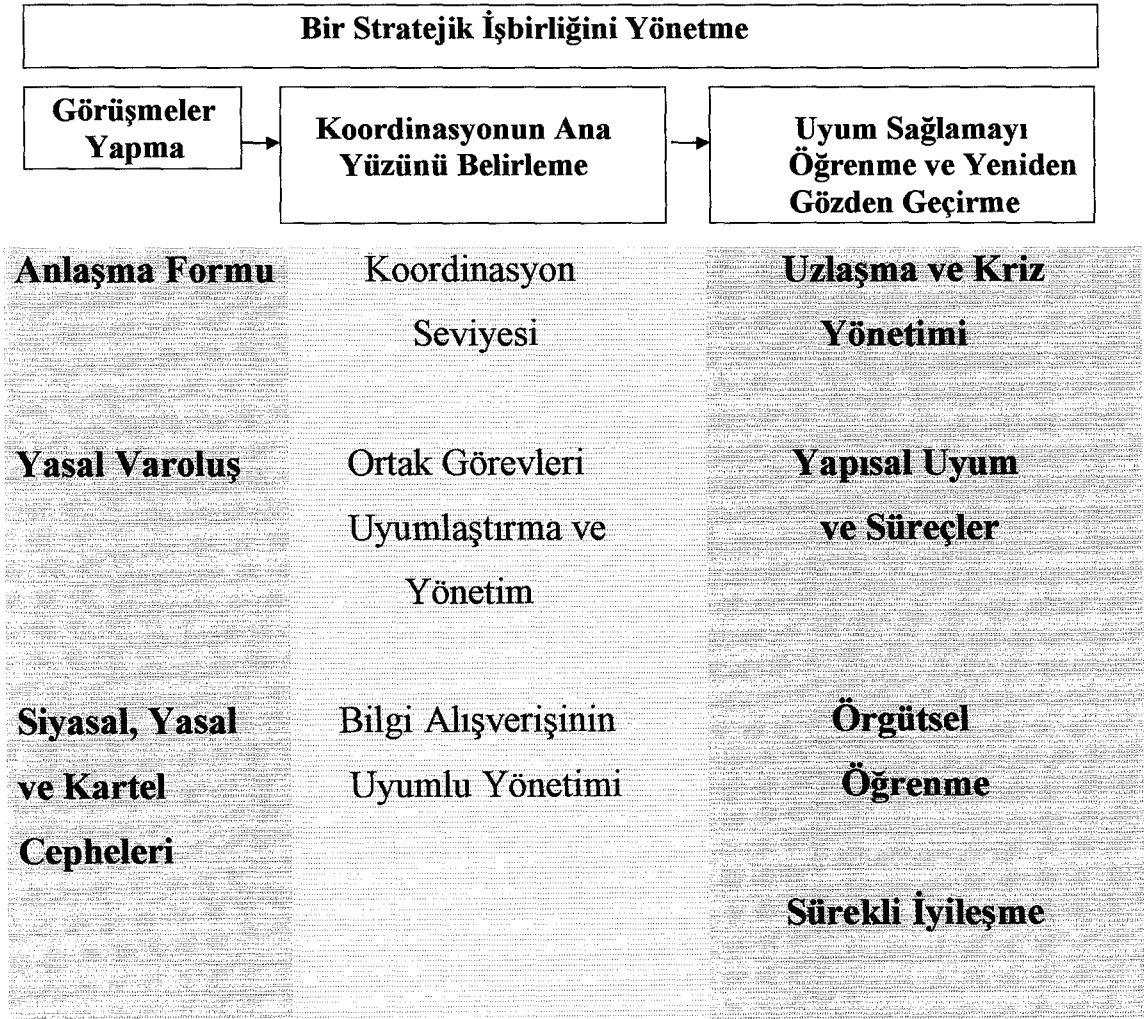 Bir Stratejik İşbirliğini Yönetme
Görüşmeler
Yapma
Koordinasyonun Ana
Yüzünü Belirleme
Uyum Sağlamayı
Öğrenme ve Yeniden
Gözden Geçirme
Anlaşma Formu
Koordinasyon
Seviyesi
Uzlaşma ve Kriz
Yönetimi
Yasal Varoluş
Ortak Görevleri
Uyumlaştırma ve
Yönetim
Yapısal Uyum
ve Süreçler
Siyasal, Yasal
ve Kartel
Cepheleri
Bilgi Alışverişinin
Uyumlu Yönetimi
Örgütsel
Öğrenme
Sürekli İyileşme